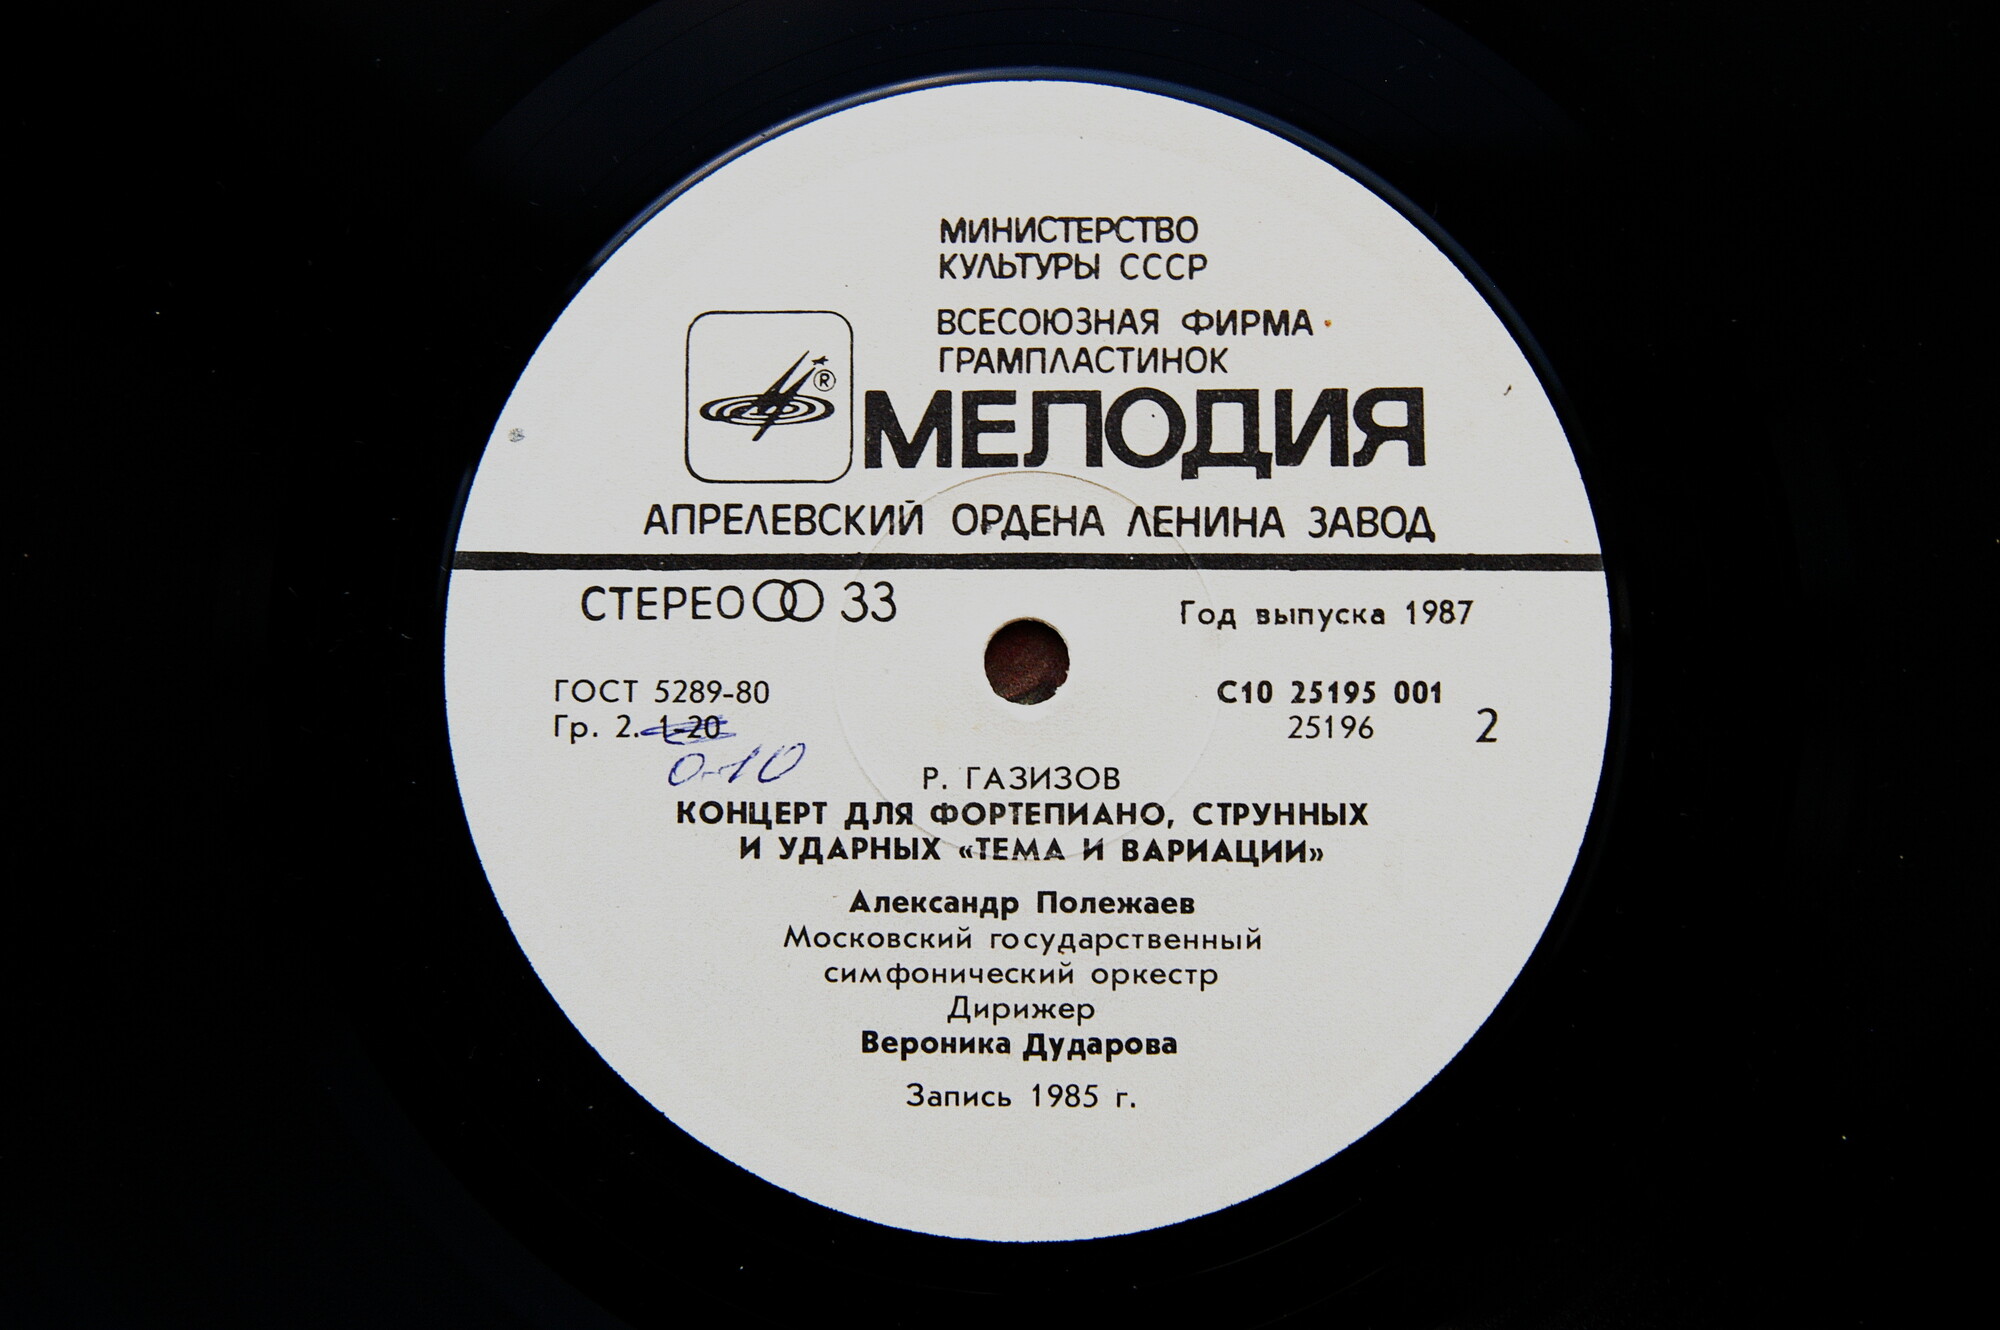 МИНИСТЕРСТВО
КУЛЬТУРЫ СССР
ВСЕСОЮЗНАЯ ФИРМА
ГРАМПЛАСТИНОК
®
МЕЛОДИЯ
АПРЕЛЕВСКИЙ ОРДЕНА ЛЕНИНА ЗАВОД
СТЕРЕО 33
Год выпуска 1987
ГОСТ 5289-80
Гр. 2. 1-20
0-10
С10 25195 001
25196
2
Р. ГАЗИЗОВ
КОНЦЕРТ ДЛЯ ФОРТЕПИАНО, СТРУННЫХ
И УДАРНЫХ «ТЕМА И ВАРИАЦИИ»
Александр Полежаев
Московский государственный
симфонический оркестр
Дирижер
Вероника Дударова
Запись 1985 г.